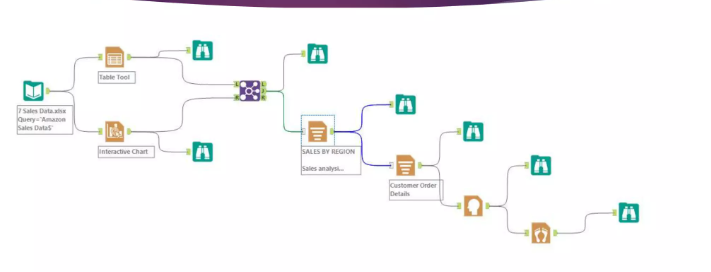 Table Tool
L
L
J
R
R
7 Sales Data.xlsx
Query=`Amazon
Sales Data$`
Interactive Chart
SALES BY REGION
Sales analysi...
Customer Order
Details